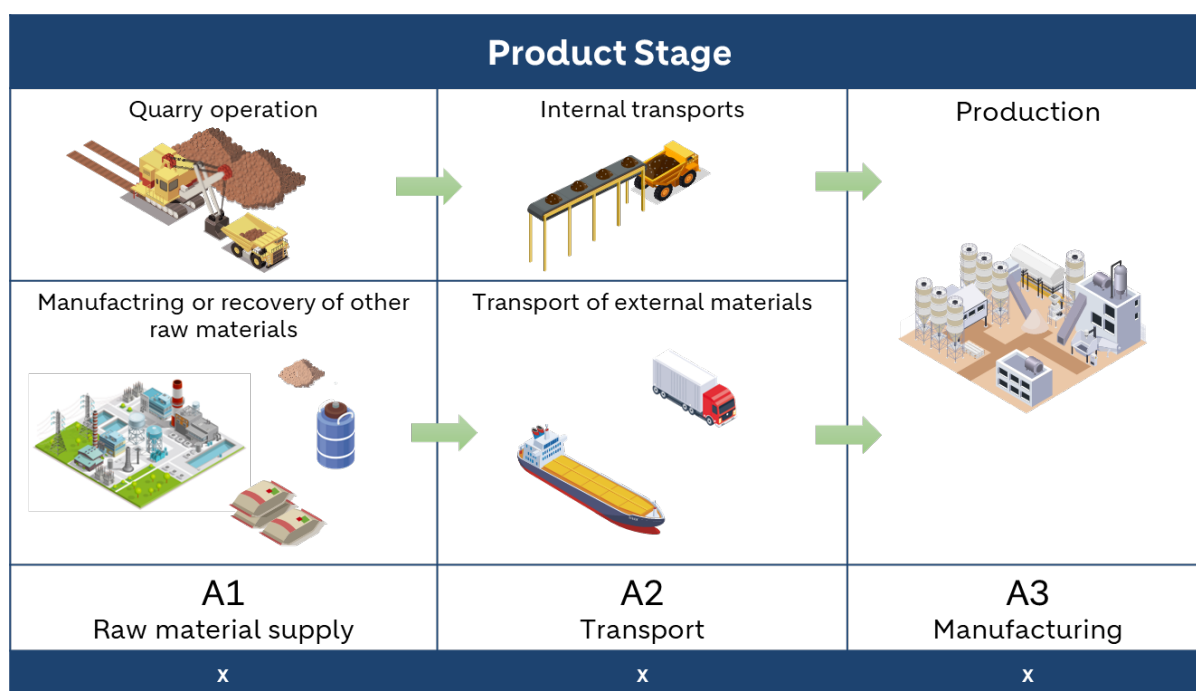 Product Stage
Quarry operation
Internal transports
Production
Manufactring or recovery of other
raw materials
Transport of external materials
A1
Raw material supply
A2
Transport
A3
Manufacturing
x
x
x